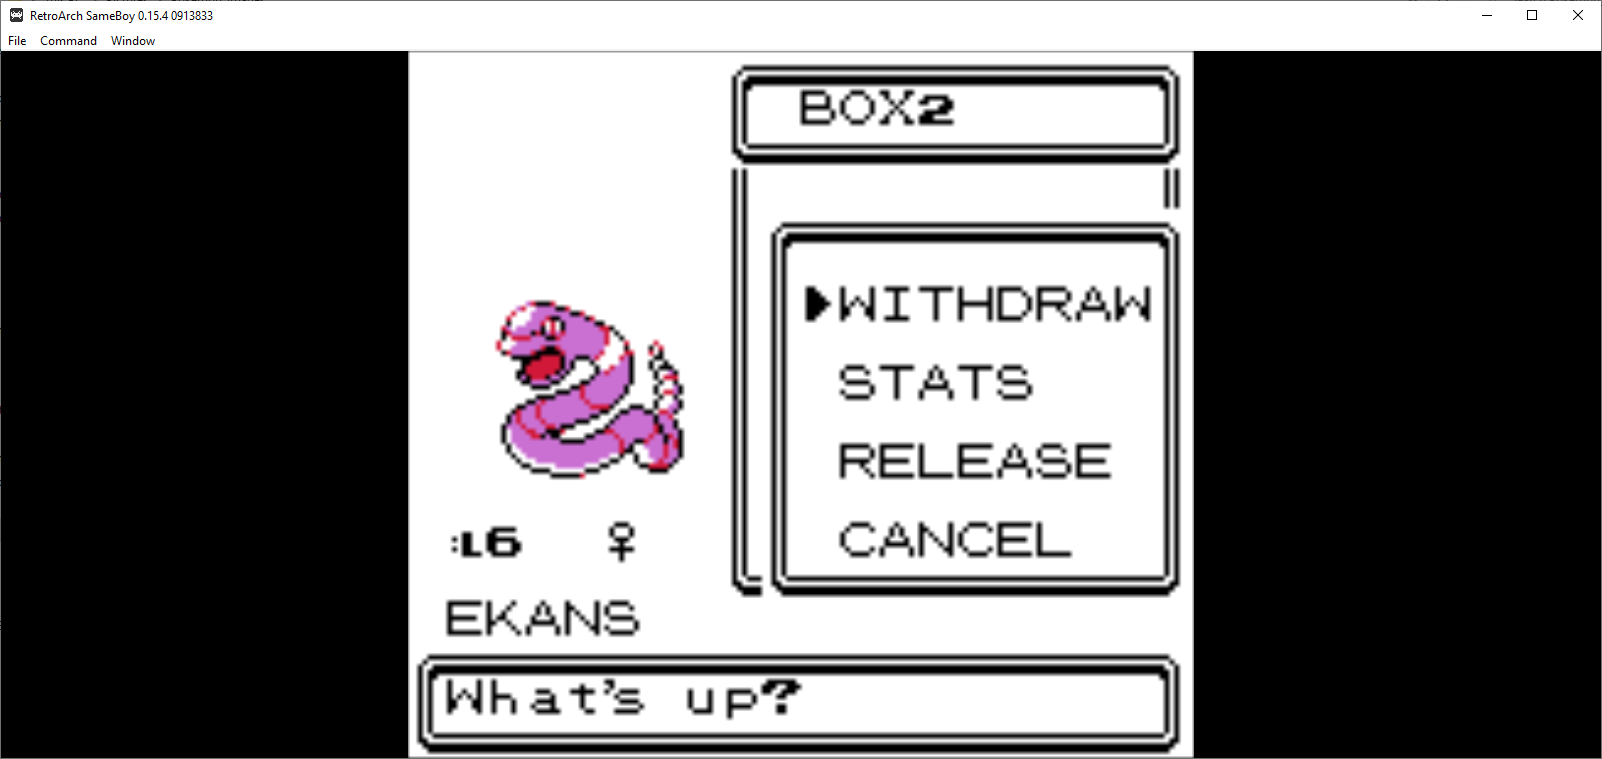 RetroArch SameBoy 0.15.4 0913833
File Command Window
BOX2
WITHDRAW
STATS
RELEASE
CANCEL
:L6 ♀
EKANS
What's up?